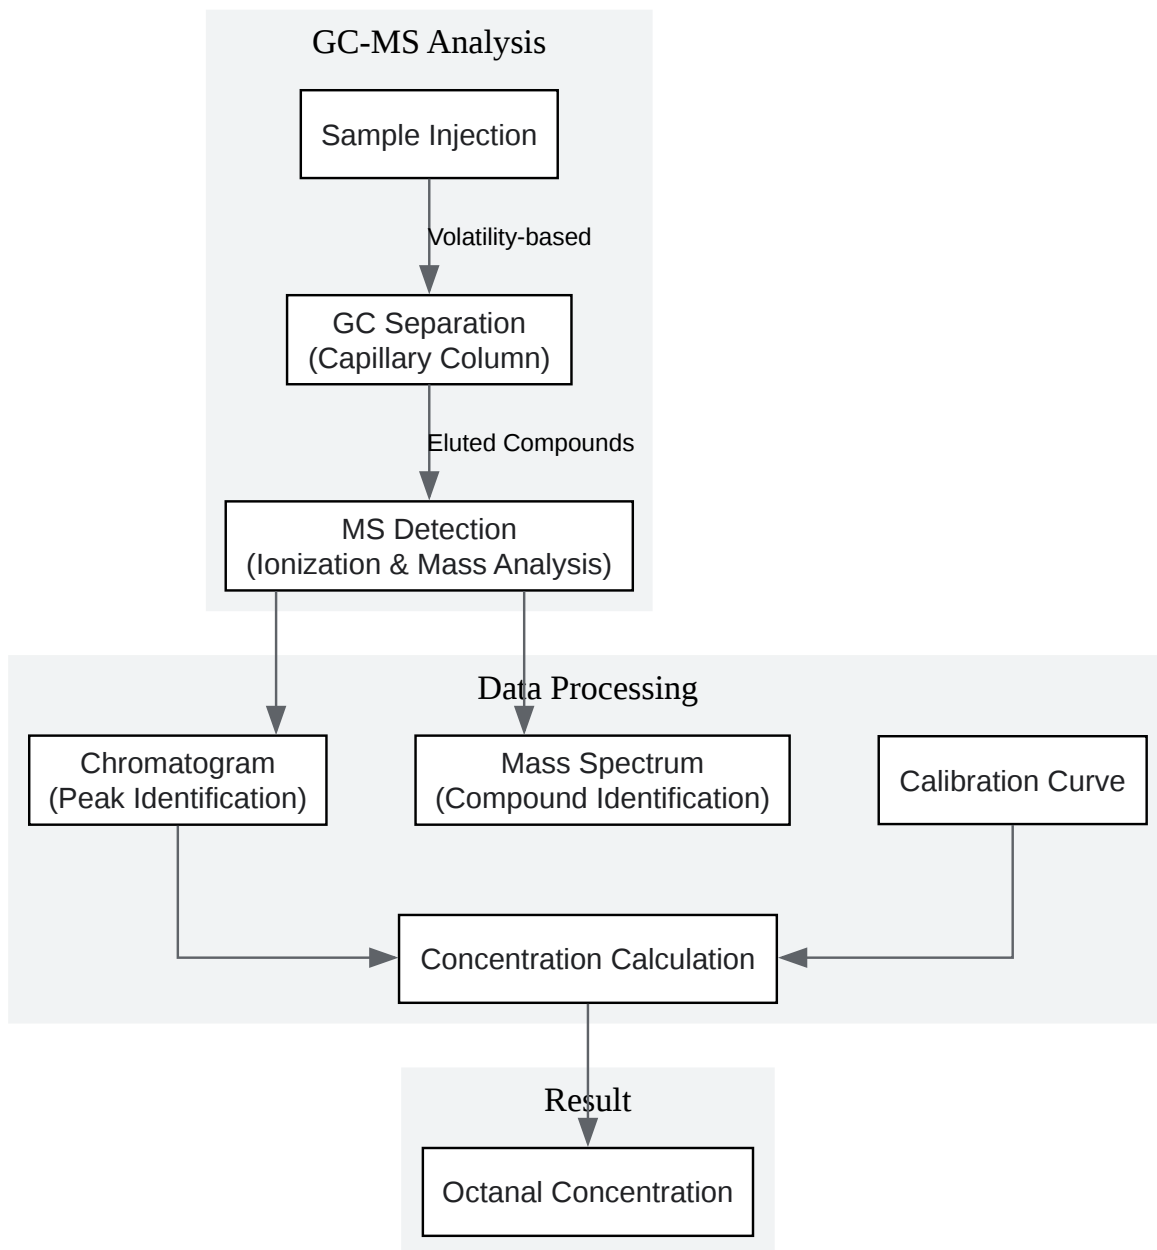 GC-MS Analysis
Sample Injection
Volatility-based
GC Separation
(Capillary Column)
Eluted Compounds
MS Detection
(Ionization & Mass Analysis)
Data Processing
Chromatogram
(Peak Identification)
Mass Spectrum
(Compound Identification)
Calibration Curve
Concentration Calculation
Result
Octanal Concentration